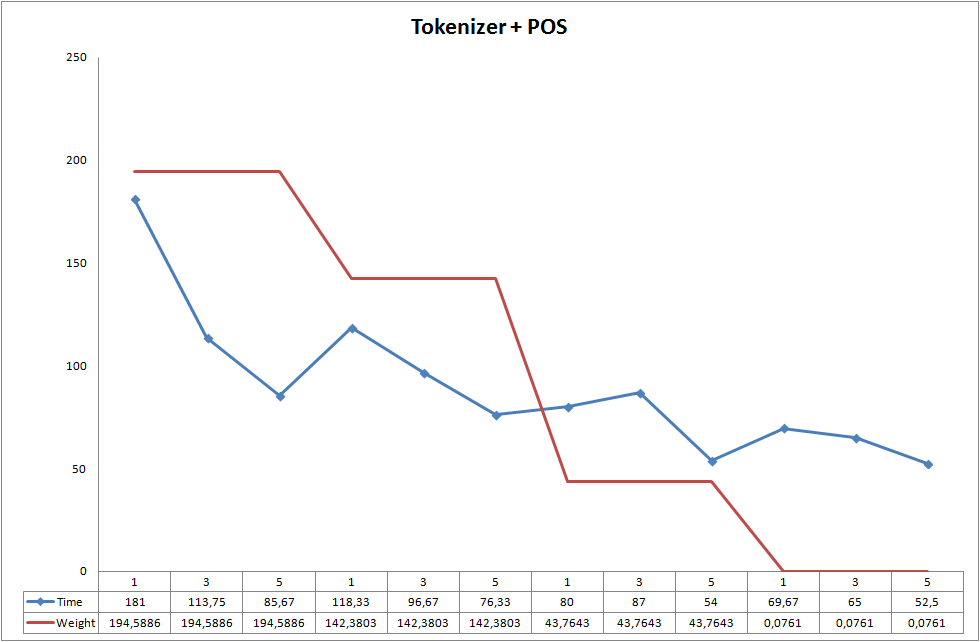 Tokenizer + POS
250
200
150
100
50
0
1 3 5 1 3 5 1 3 5 1 3 5
Time 181 113,75 85,67 118,33 96,67 76,33 80 87 54 69,67 65 52,5
Weight 194,5886 194,5886 194,5886 142,3803 142,3803 142,3803 43,7643 43,7643 43,7643 0,0761 0,0761 0,0761